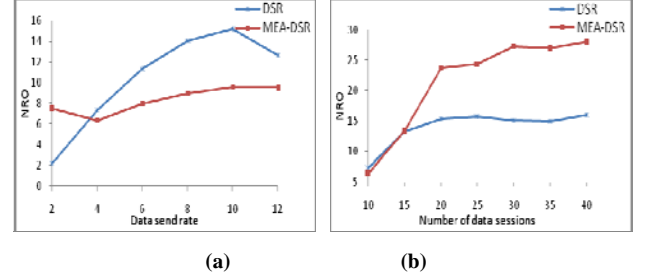 DSR
MEA-DSR
NRO
16
14
12
10
8
6
4
2
0
2 4 6 8 10 12
Data send rate
(a)
DSR
MEA-DSR
NRO
30
25
20
15
10
5
10 15 20 25 30 35 40
Number of data sessions
(b)